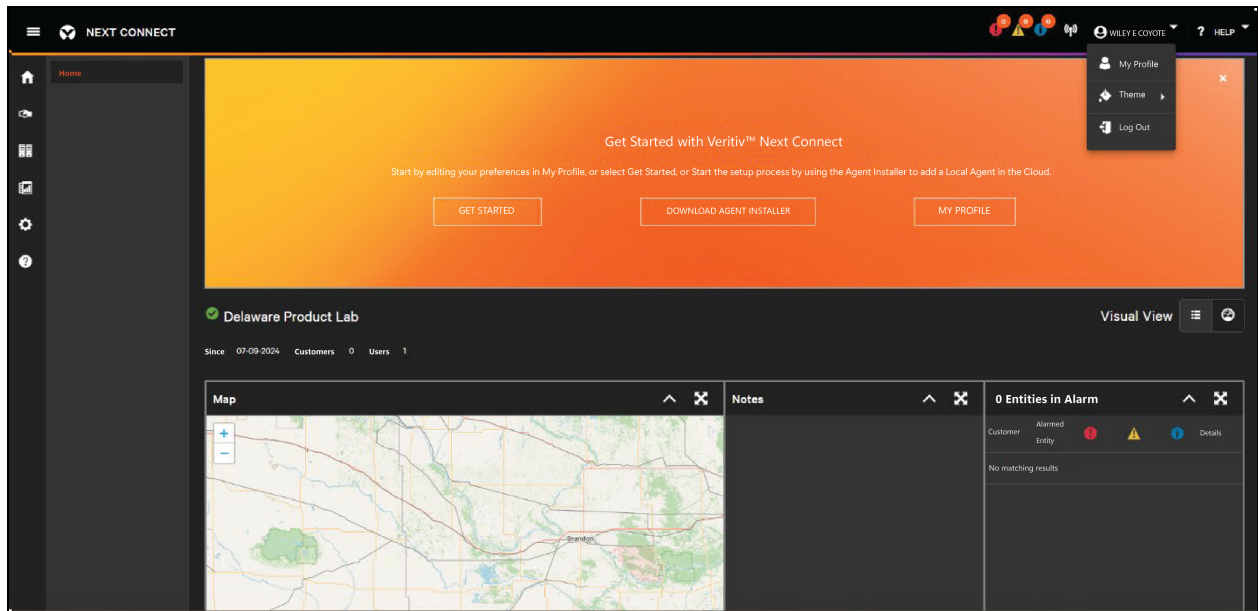 NEXT CONNECT
0 0 0
WILEY E COYOTE
? HELP
My Profile
Theme
Log Out
Home
Get Started with Veritiv™ Next Connect
Start by editing your preferences in My Profile, or select Get Started, or Start the setup process by using the Agent Installer to add a Local Agent in the Cloud.
GET STARTED
DOWNLOAD AGENT INSTALLER
MY PROFILE
Delaware Product Lab
Visual View
Since 07-09-2024 Customers 0 Users 1
Map
+
−
Brandon
Notes
0 Entities in Alarm
Customer
Alarmed
Entity
Details
No matching results